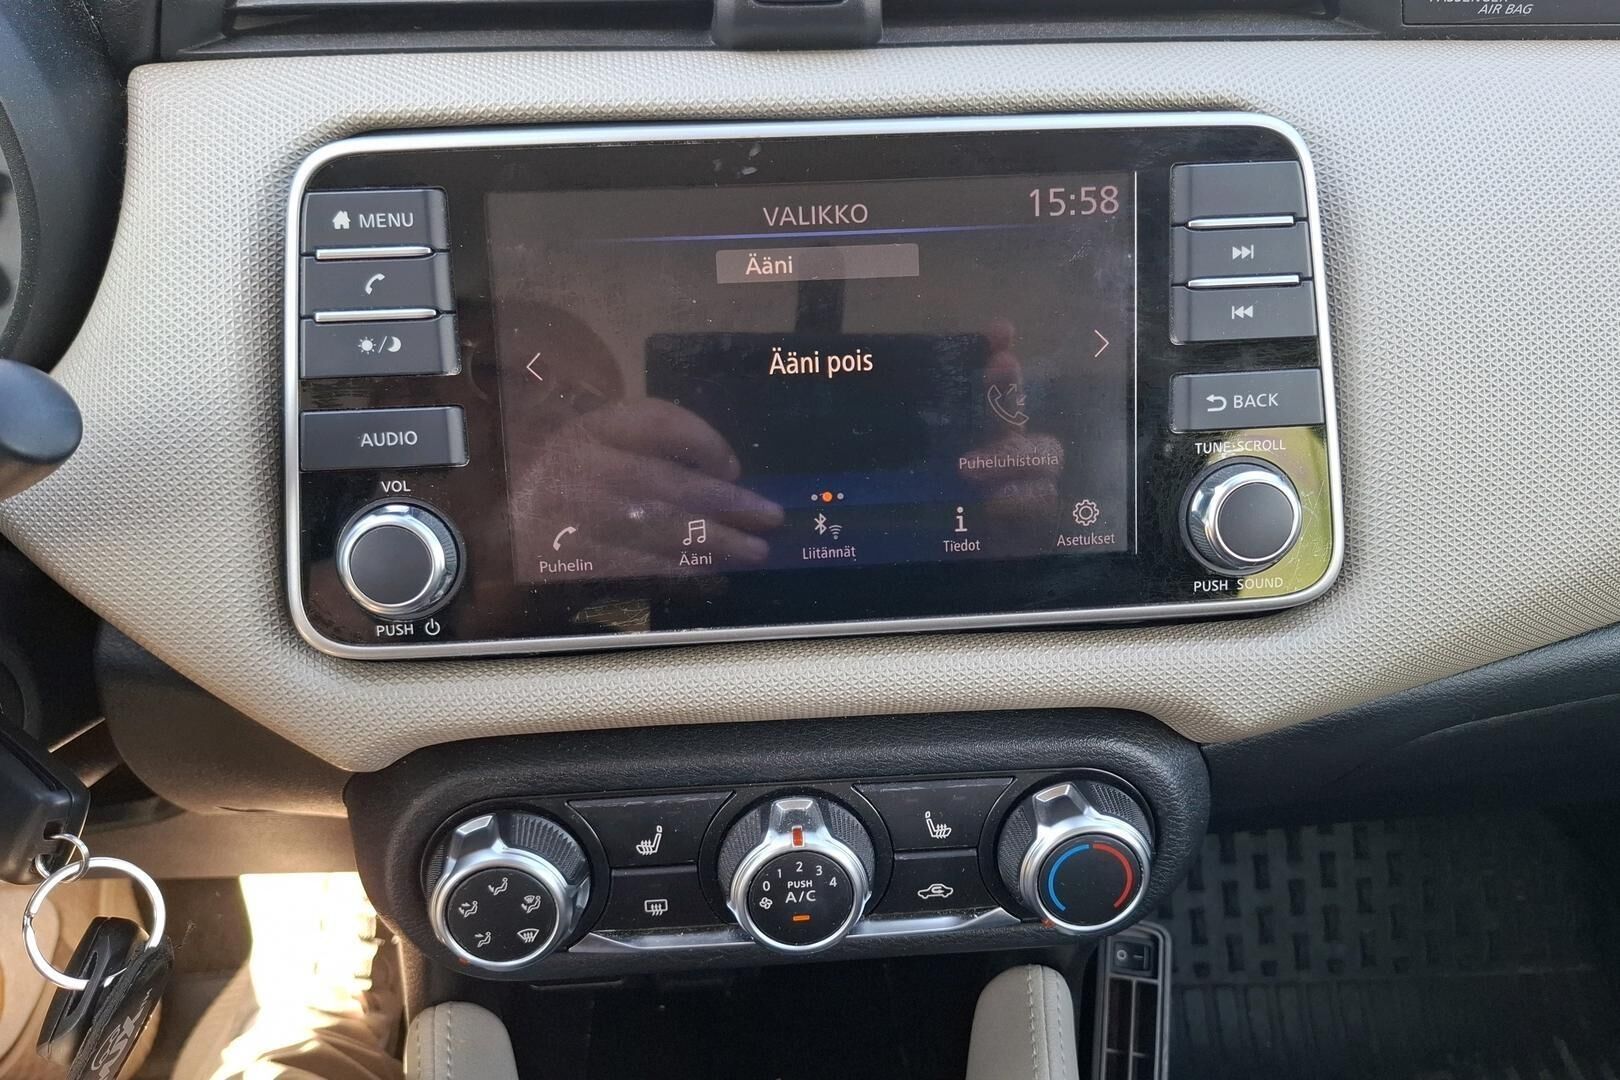 PASSENGER
AIR BAG
MENU
AUDIO
VOL
PUSH
VALIKKO
15:58
Ääni
Ääni pois
Puheluhistoria
Puhelin
Ääni
Liitännät
Tiedot
Asetukset
BACK
TUNE·SCROLL
PUSH SOUND
0 1 2 3 4
PUSH
A/C